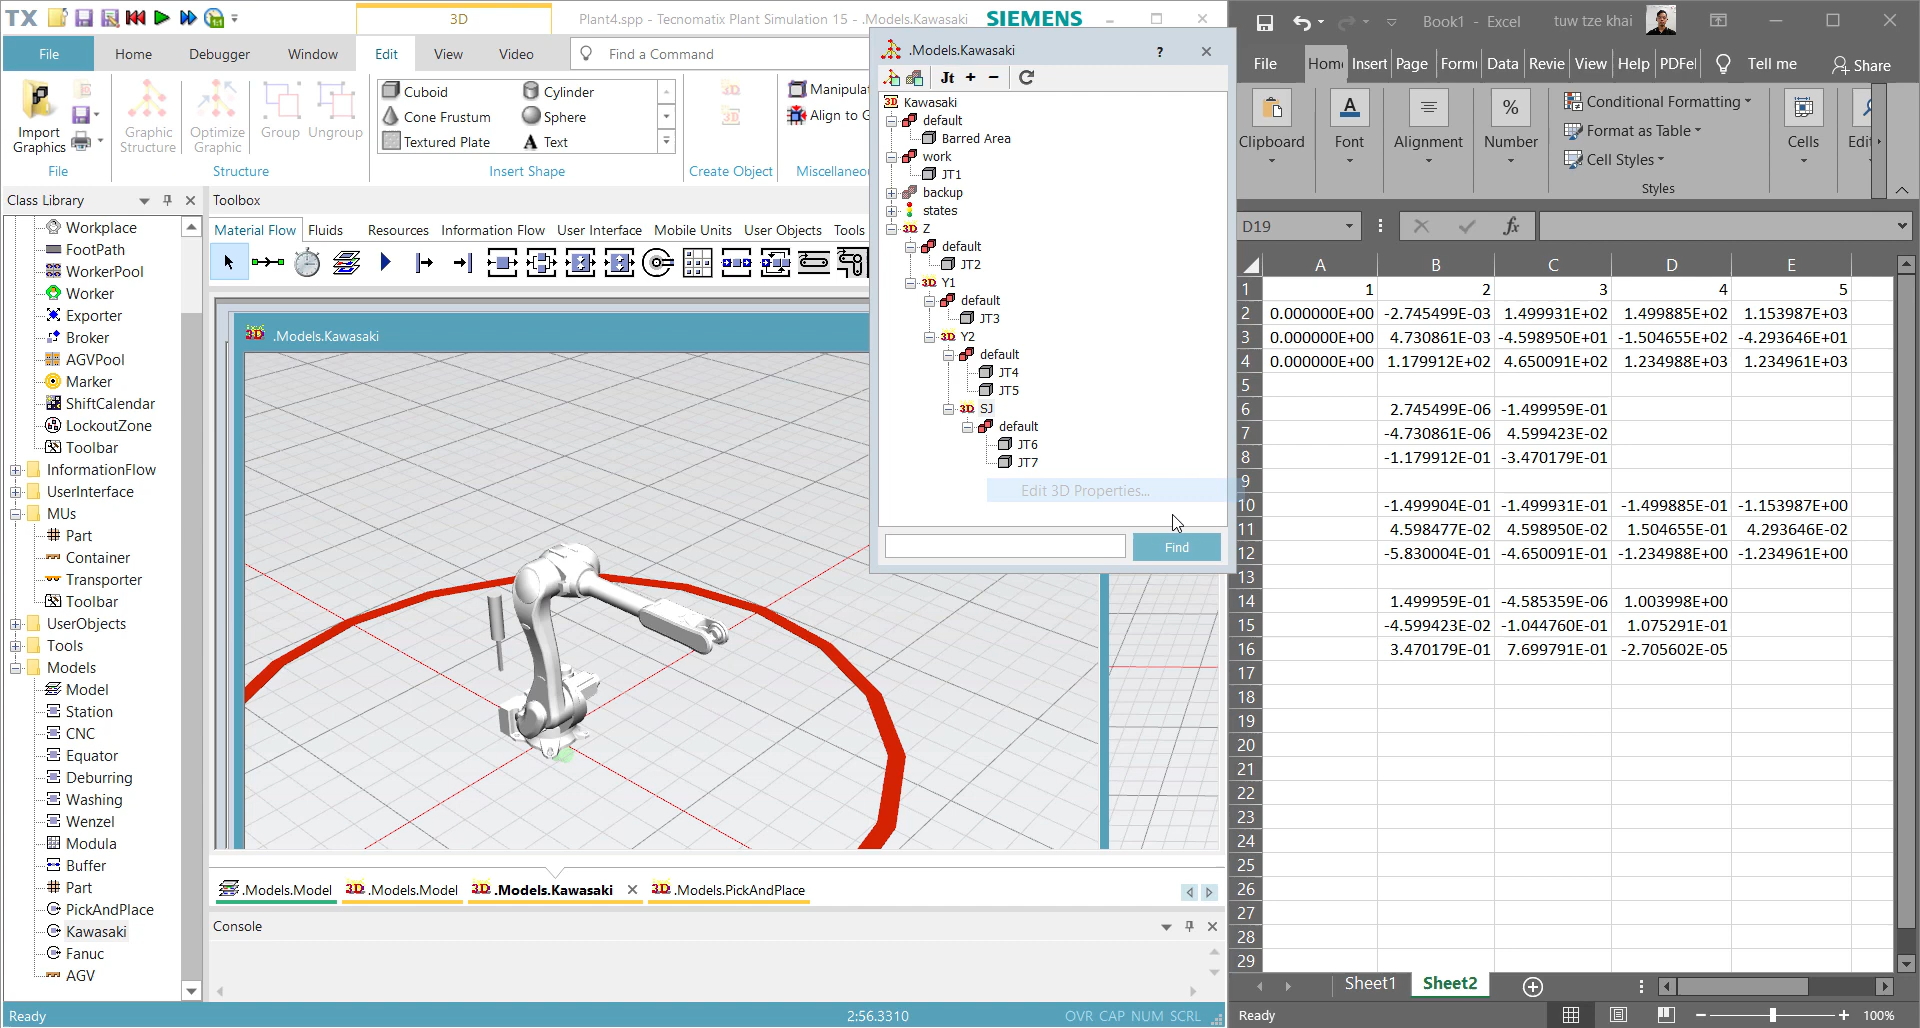 TX
3D
Plant4.spp - Tecnomatix Plant Simulation 15 - .Models.Kawasaki
SIEMENS
File
Home
Debugger
Window
Edit
View
Video
Find a Command
Import Graphics
Graphic Structure
Optimize Graphic
Group
Ungroup
Cuboid
Cylinder
Cone Frustum
Sphere
Textured Plate
Text
Manipulat
Align to G
File
Structure
Insert Shape
Create Object
Miscellaneou
Class Library
Workplace
FootPath
WorkerPool
Worker
Exporter
Broker
AGVPool
Marker
ShiftCalendar
LockoutZone
Toolbar
InformationFlow
UserInterface
MUs
Part
Container
Transporter
Toolbar
UserObjects
Tools
Models
Model
Station
CNC
Equator
Deburring
Washing
Wenzel
Modula
Buffer
Part
PickAndPlace
Kawasaki
Fanuc
AGV
Toolbox
Material Flow
Fluids
Resources
Information Flow
User Interface
Mobile Units
User Objects
Tools
.Models.Kawasaki
.Models.Model
.Models.Model
.Models.Kawasaki
.Models.PickAndPlace
Console
Ready
2:56.3310
OVR CAP NUM SCRL
.Models.Kawasaki
?
Jt + −
Kawasaki
default
Barred Area
work
JT1
backup
states
Z
default
JT2
Y1
default
JT3
Y2
default
JT4
JT5
SJ
default
JT6
JT7
Edit 3D Properties...
Find
Book1 - Excel
tuw tze khai
File
Home
Insert
Page
Formu
Data
Revie
View
Help
PDFel
Tell me
Share
Clipboard
Font
Alignment
Number
Conditional Formatting
Format as Table
Cell Styles
Styles
Cells
Edit
D19
fx
A B C D E
1 1 2 3 4 5
2 0.000000E+00 -2.745499E-03 1.499931E+02 1.499885E+02 1.153987E+03
3 0.000000E+00 4.730861E-03 -4.598950E+01 -1.504655E+02 -4.293646E+01
4 0.000000E+00 1.179912E+02 4.650091E+02 1.234988E+03 1.234961E+03
5
6 2.745499E-06 -1.499959E-01
7 -4.730861E-06 4.599423E-02
8 -1.179912E-01 -3.470179E-01
9
10 -1.499904E-01 -1.499931E-01 -1.499885E-01 -1.153987E+00
11 4.598477E-02 4.598950E-02 1.504655E-01 4.293646E-02
12 -5.830004E-01 -4.650091E-01 -1.234988E+00 -1.234961E+00
13
14 1.499959E-01 -4.585359E-06 1.003998E+00
15 -4.599423E-02 -1.044760E-01 1.075291E-01
16 3.470179E-01 7.699791E-01 -2.705602E-05
17
18
19
20
21
22
23
24
25
26
27
28
29
Sheet1
Sheet2
Ready
100%